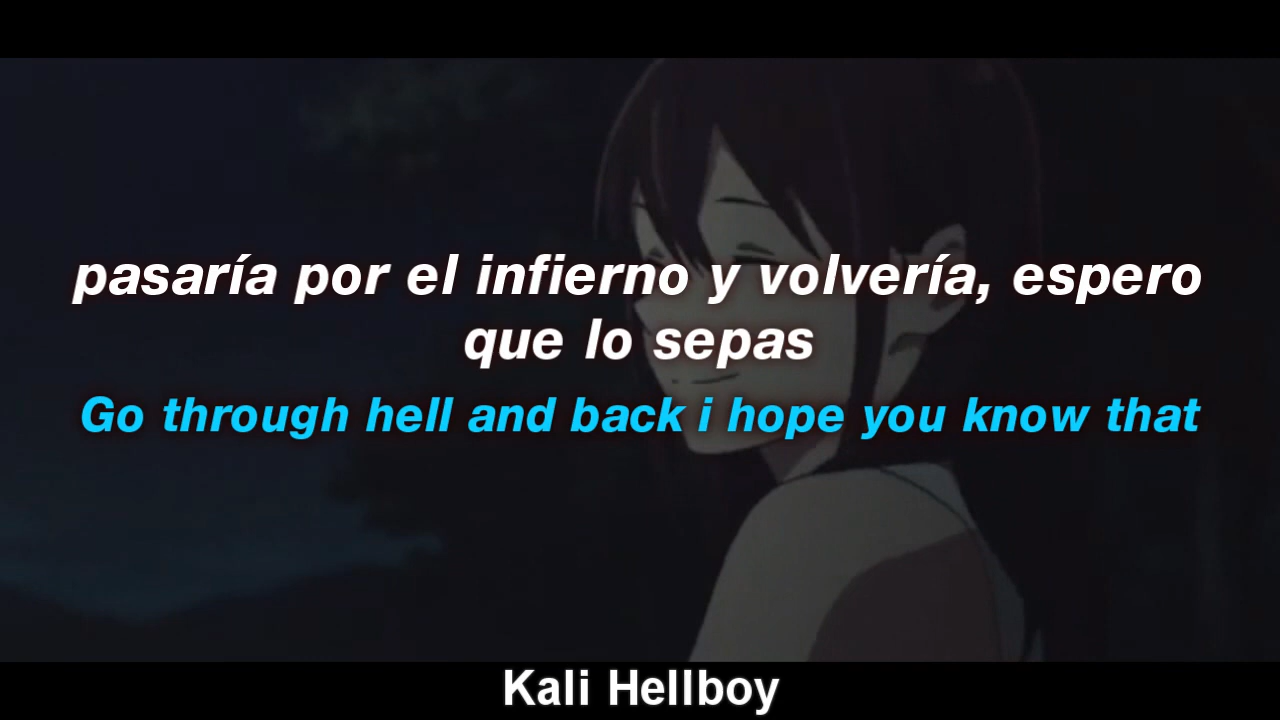 pasaría por el infierno y volvería, espero
que lo sepas
Go through hell and back i hope you know that
Kali Hellboy